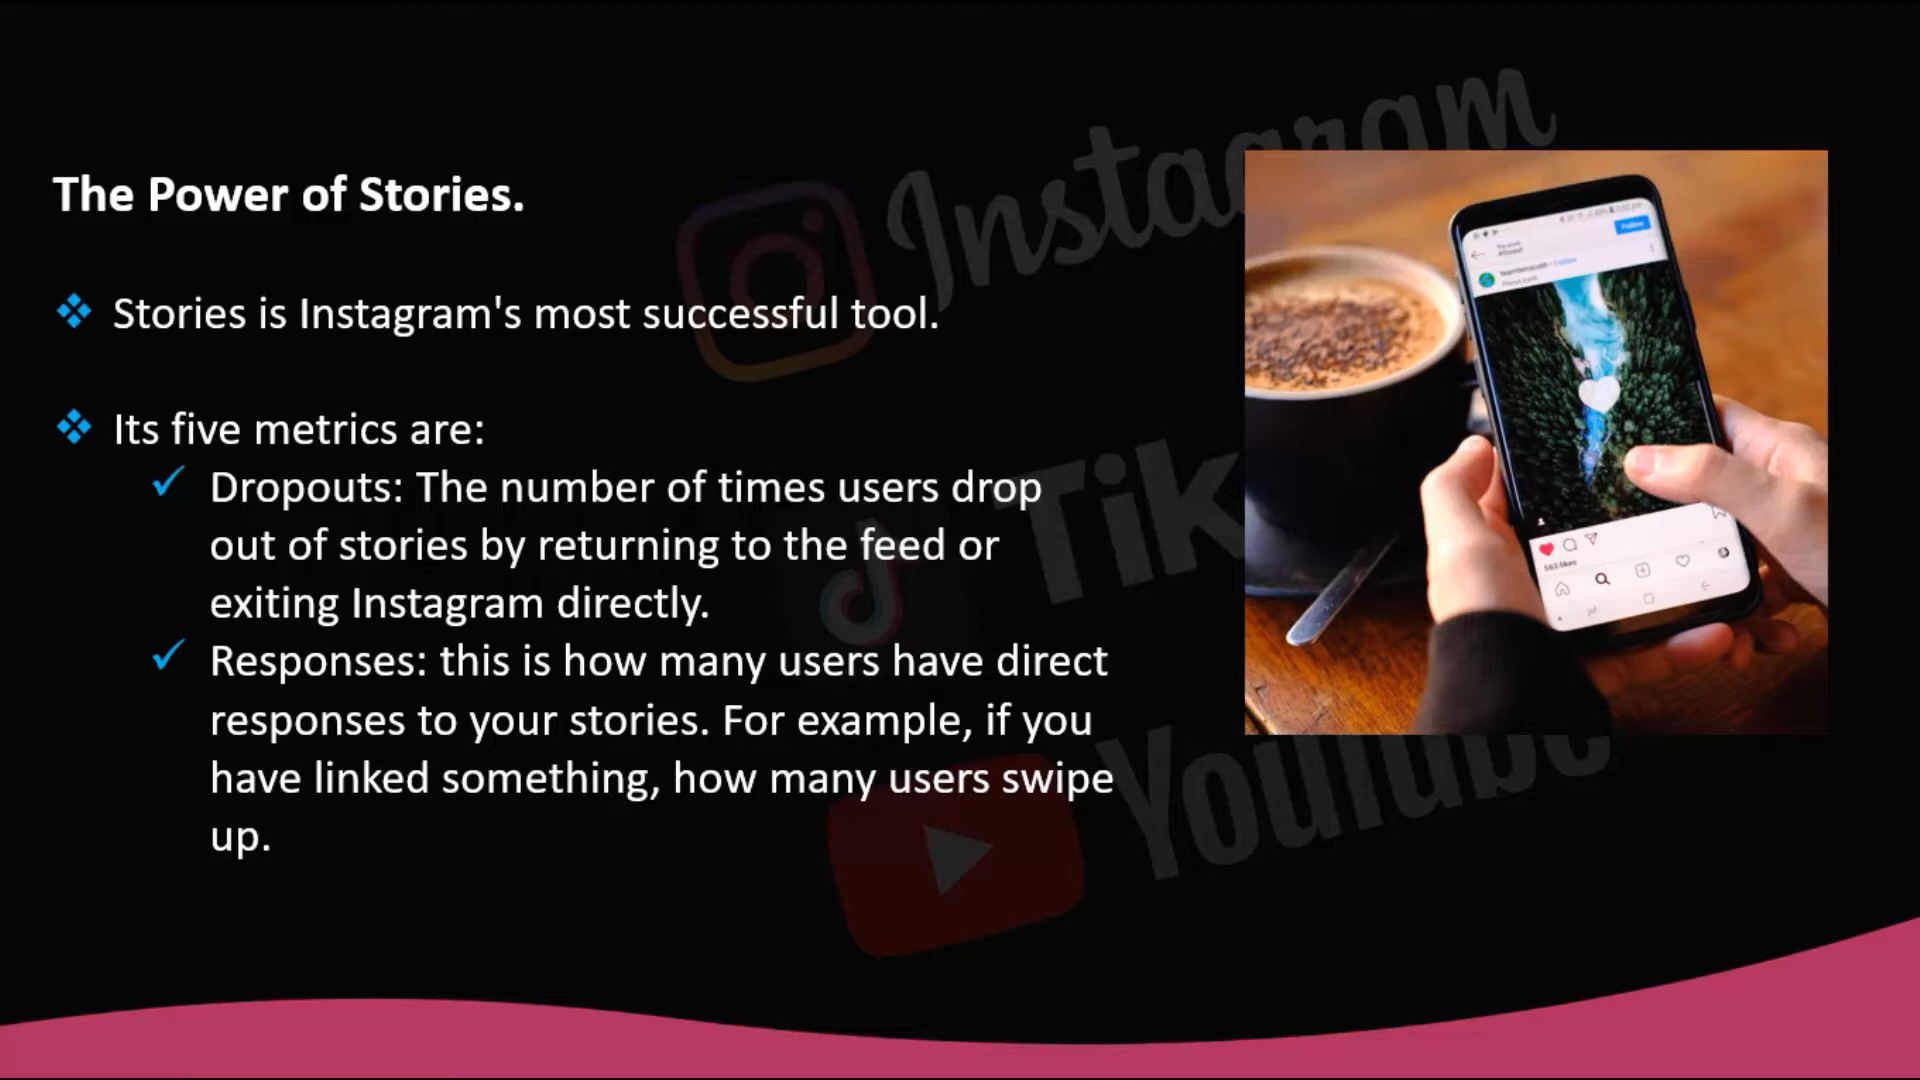 The Power of Stories.
Stories is Instagram's most successful tool.
Its five metrics are:
Dropouts: The number of times users drop
out of stories by returning to the feed or
exiting Instagram directly.
Responses: this is how many users have direct
responses to your stories. For example, if you
have linked something, how many users swipe
up.
Instagram
Tik
YouTube
Follow